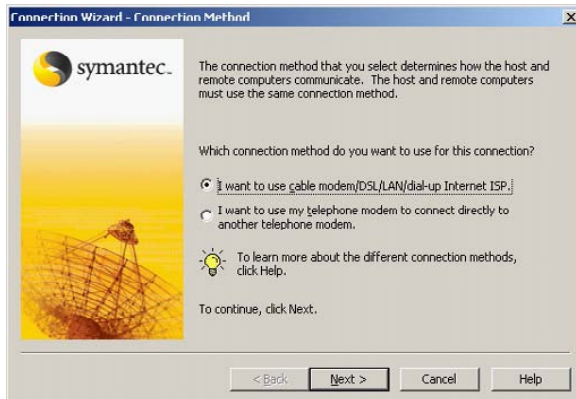 Connection Wizard - Connection Method
symantec.
The connection method that you select determines how the host and
remote computers communicate. The host and remote computers
must use the same connection method.
Which connection method do you want to use for this connection?
I want to use cable modem/DSL/LAN/dial-up Internet ISP.
I want to use my telephone modem to connect directly to
another telephone modem.
To learn more about the different connection methods,
click Help.
To continue, click Next.
< Back Next > Cancel Help